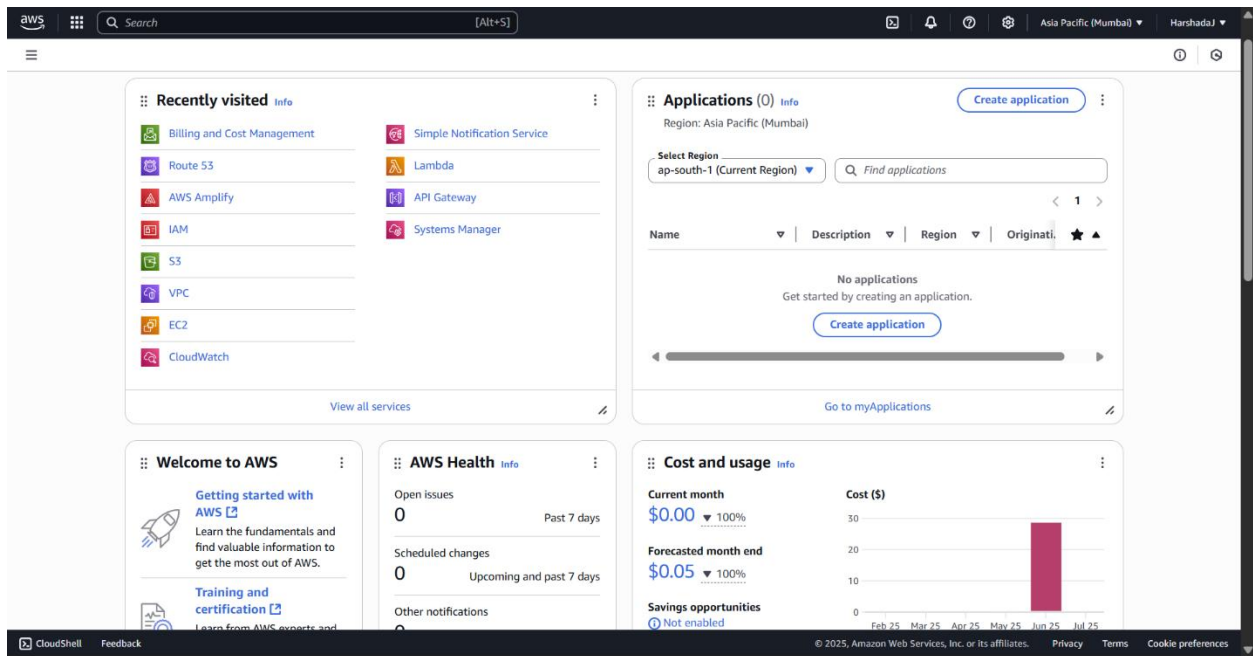 aws
Search [Alt+S]
Asia Pacific (Mumbai) ▼
HarshadaJ ▼
Recently visited Info
Billing and Cost Management
Route 53
AWS Amplify
IAM
S3
VPC
EC2
CloudWatch
Simple Notification Service
Lambda
API Gateway
Systems Manager
View all services
Applications (0) Info
Create application
Region: Asia Pacific (Mumbai)
Select Region
ap-south-1 (Current Region)
Find applications
1
Name Description Region Originati.
No applications
Get started by creating an application.
Create application
Go to myApplications
Welcome to AWS
Getting started with
AWS
Learn the fundamentals and
find valuable information to
get the most out of AWS.
Training and
certification
Learn from AWS experts and
AWS Health Info
Open issues
0 Past 7 days
Scheduled changes
0 Upcoming and past 7 days
Other notifications
Cost and usage Info
Current month
$0.00 ▼ 100%
Forecasted month end
$0.05 ▼ 100%
Savings opportunities
Not enabled
Cost ($)
30
20
10
0
Feb 25 Mar 25 Apr 25 May 25 Jun 25 Jul 25
CloudShell Feedback
© 2025, Amazon Web Services, Inc. or its affiliates. Privacy Terms Cookie preferences